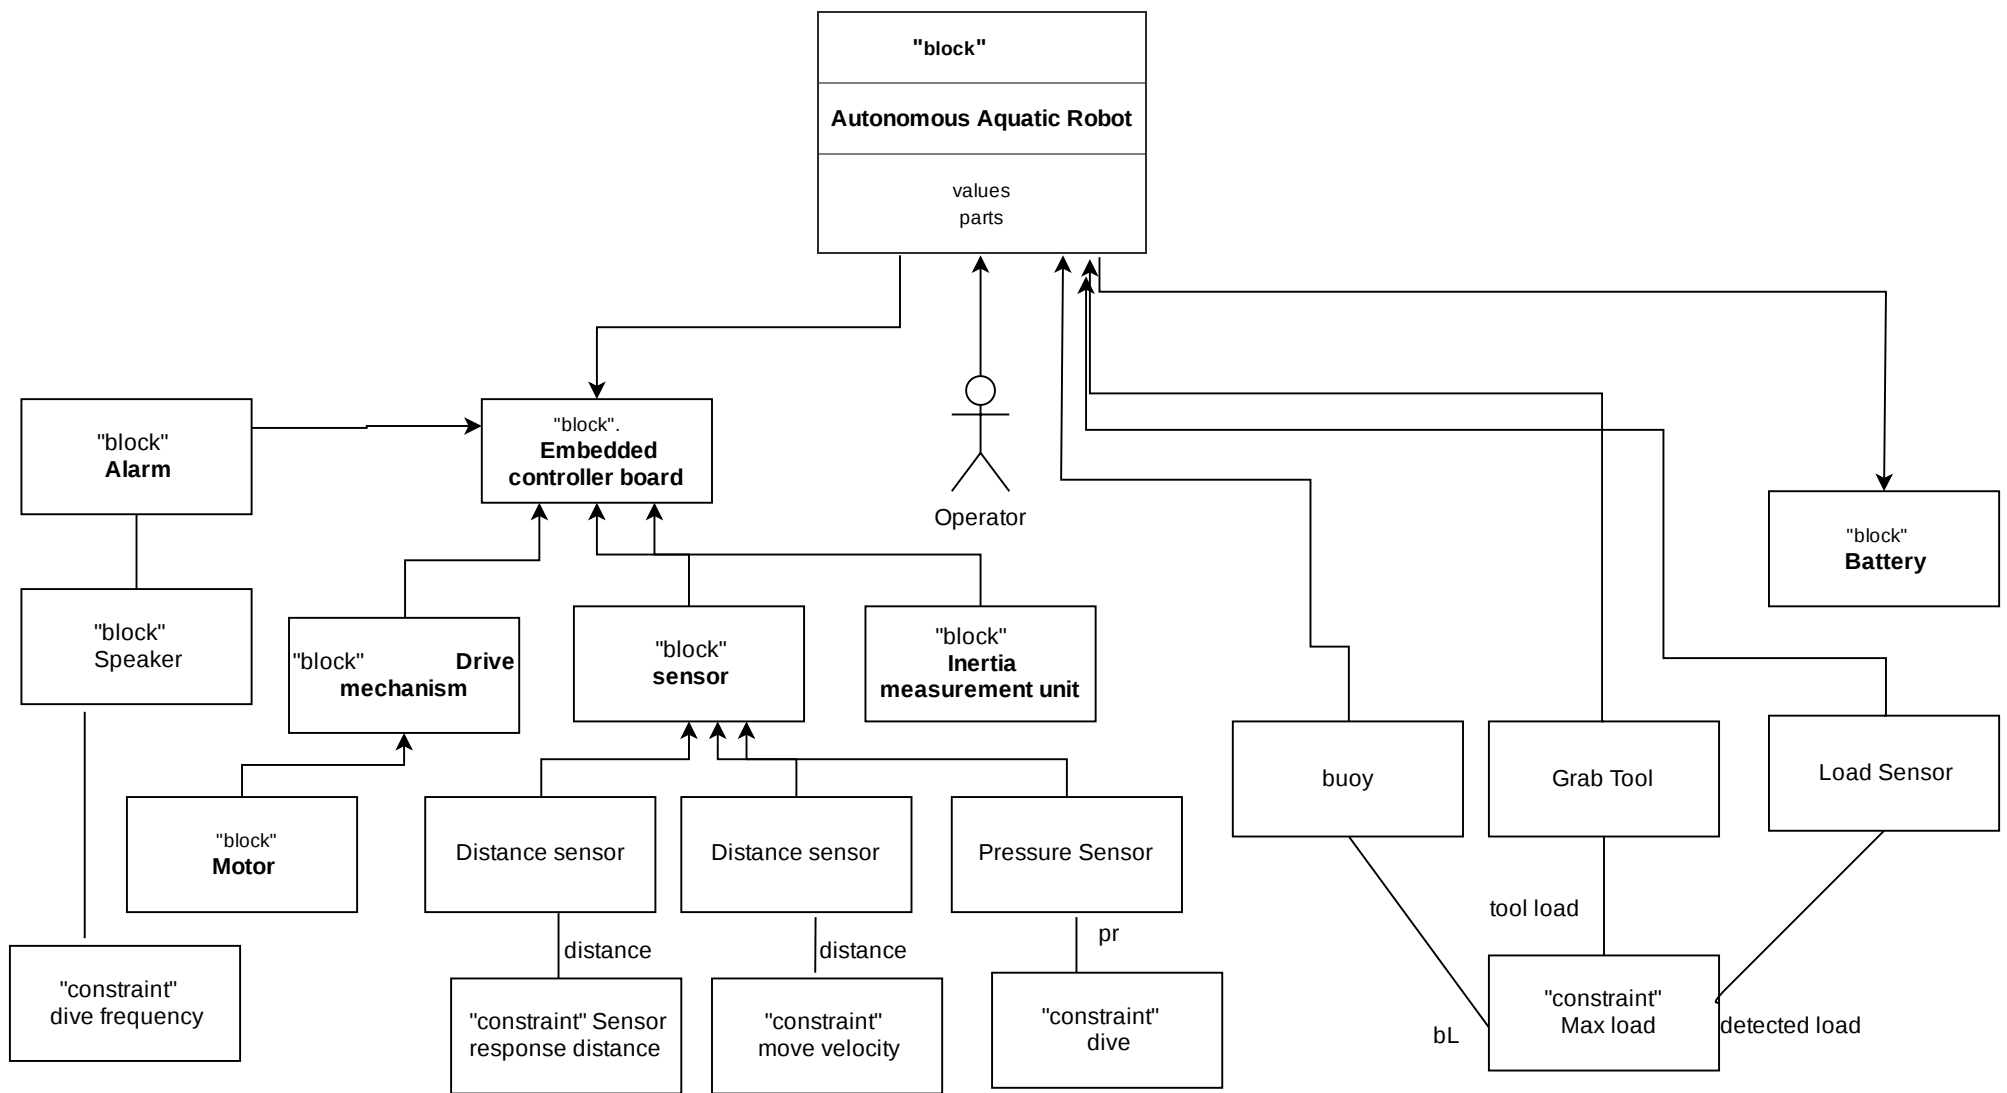 "block"
Autonomous Aquatic Robot
values
parts
"block"
Alarm
"block".
Embedded
controller board
Operator
"block"
Battery
"block"
Speaker
"block" Drive
mechanism
"block"
sensor
"block"
Inertia
measurement unit
buoy
Grab Tool
Load Sensor
"block"
Motor
Distance sensor
Distance sensor
Pressure Sensor
tool load
distance
distance
pr
"constraint"
dive frequency
"constraint" Sensor
response distance
"constraint"
move velocity
"constraint"
dive
bL
"constraint"
Max load
detected load